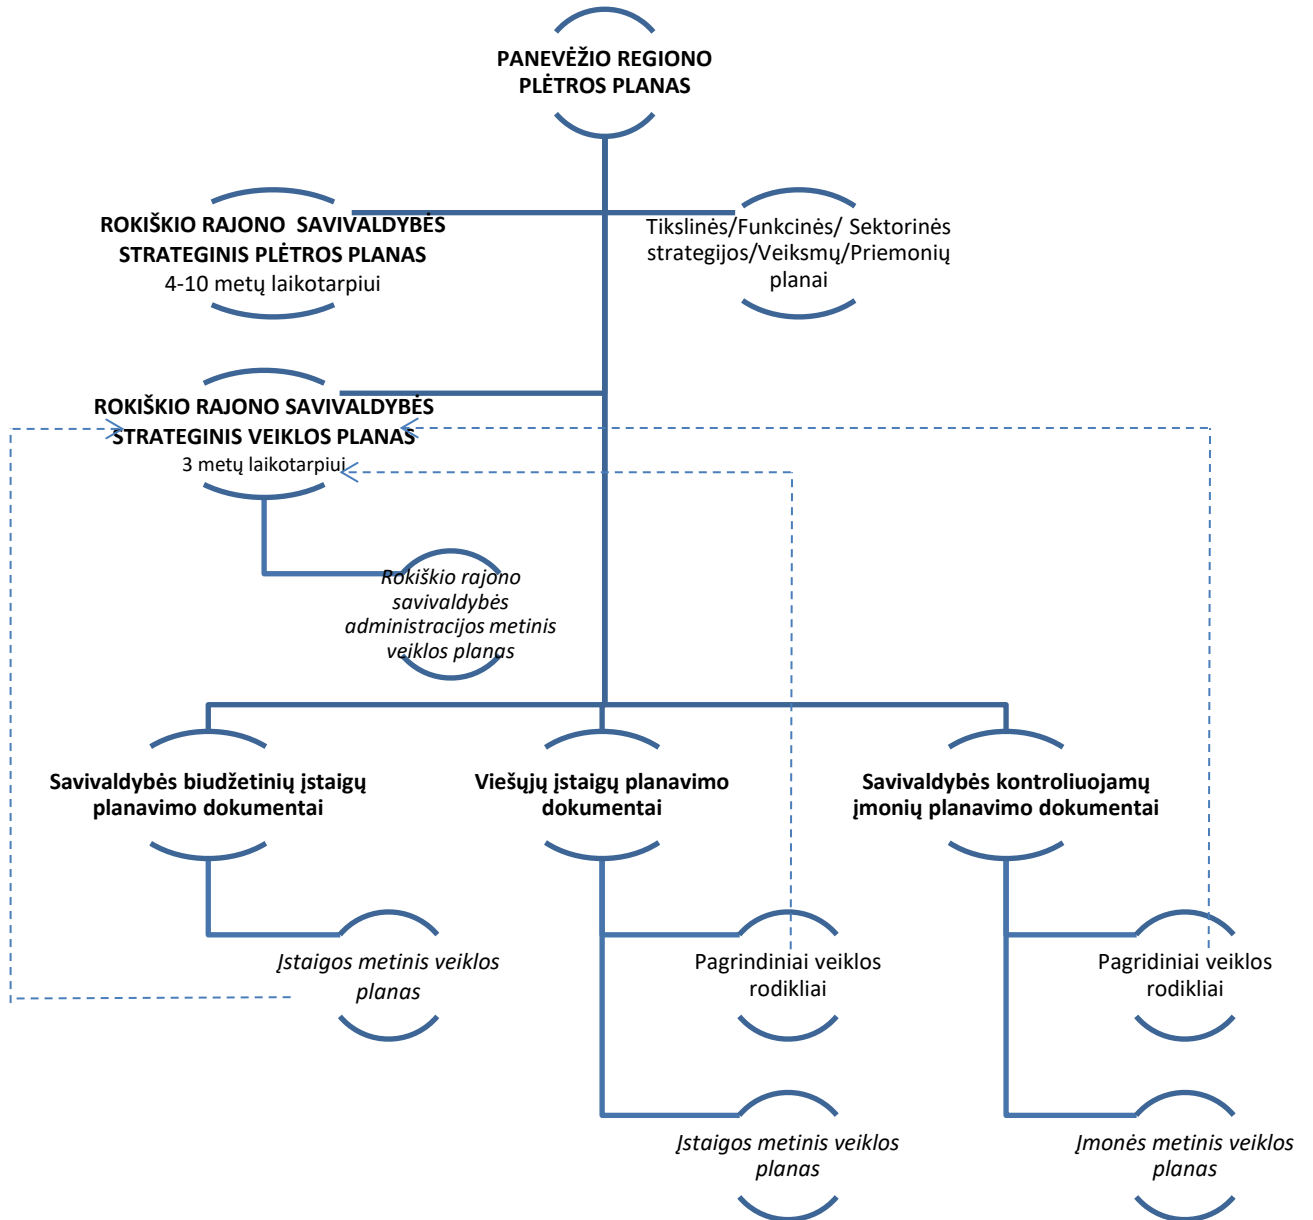 PANEVĖŽIO REGIONO
PLĖTROS PLANAS
ROKIŠKIO RAJONO SAVIVALDYBĖS
STRATEGINIS PLĖTROS PLANAS
4-10 metų laikotarpiui
Tikslinės/Funkcinės/ Sektorinės
strategijos/Veiksmų/Priemonių
planai
ROKIŠKIO RAJONO SAVIVALDYBĖS
STRATEGINIS VEIKLOS PLANAS
3 metų laikotarpiui
Rokiškio rajono
savivaldybės
administracijos metinis
veiklos planas
Savivaldybės biudžetinių įstaigų
planavimo dokumentai
Viešųjų įstaigų planavimo
dokumentai
Savivaldybės kontroliuojamų
įmonių planavimo dokumentai
Įstaigos metinis veiklos
planas
Pagrindiniai veiklos
rodikliai
Pagridiniai veiklos
rodikliai
Įstaigos metinis veiklos
planas
Įmonės metinis veiklos
planas